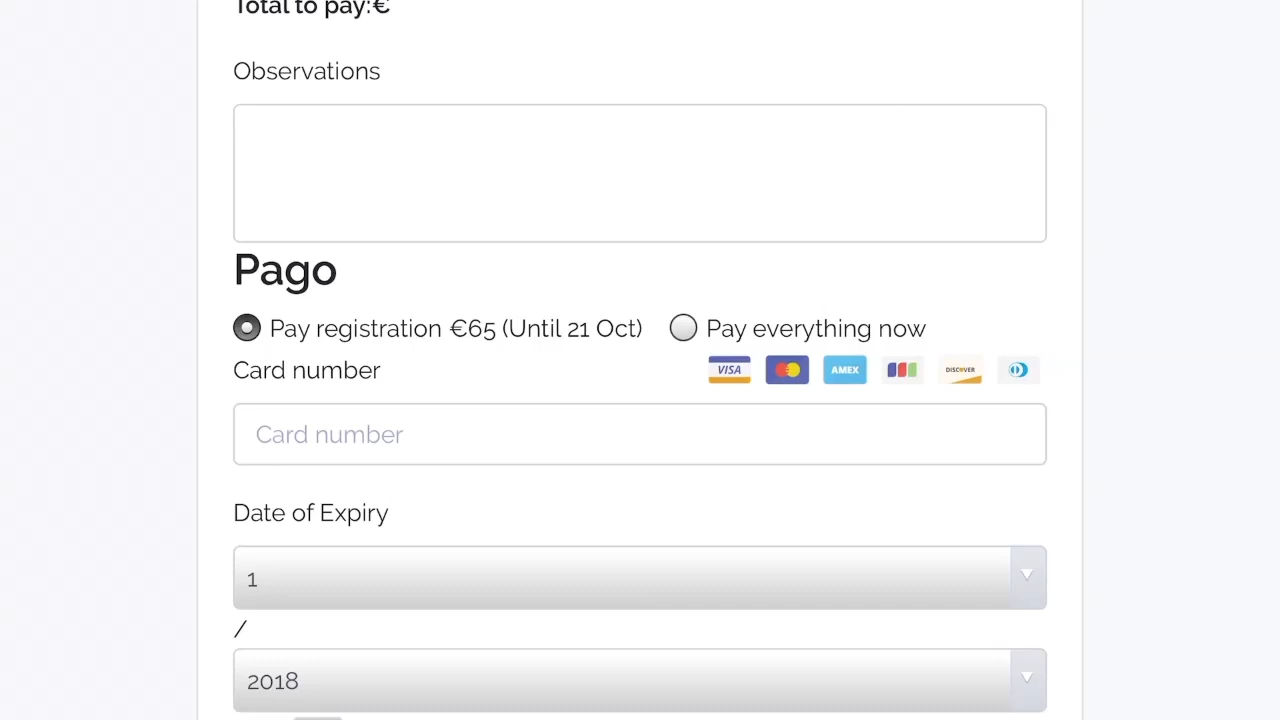 Total to pay:€
Observations
Pago
Pay registration €65 (Until 21 Oct) Pay everything now
Card number VISA AMEX DISCOVER
Card number
Date of Expiry
1
/
2018